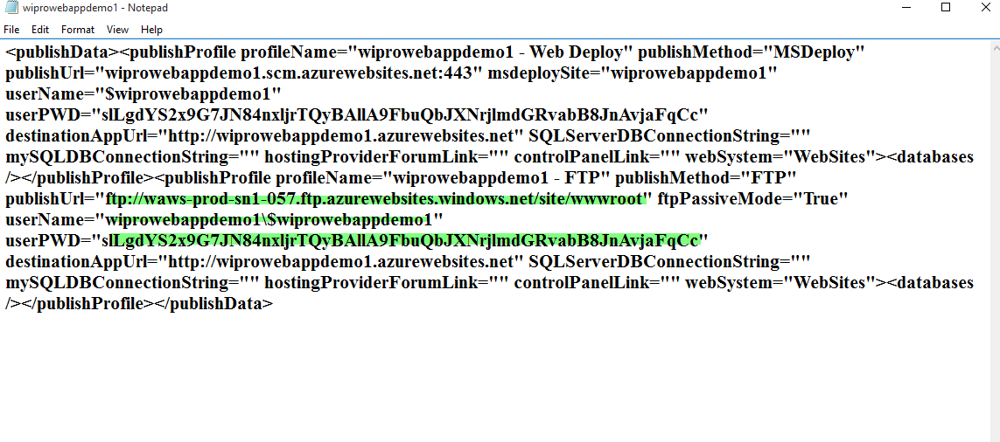 wiprowebappdemo1 - Notepad
File Edit Format View Help
<publishData><publishProfile profileName="wiprowebappdemo1 - Web Deploy" publishMethod="MSDeploy"
publishUrl="wiprowebappdemo1.scm.azurewebsites.net:443" msdeploySite="wiprowebappdemo1"
userName="$wiprowebappdemo1"
userPWD="slLgdYS2x9G7JN84nxljrTQyBAllA9FbuQbJXNrjlmdGRvabB8JnAvjaFqCc"
destinationAppUrl="http://wiprowebappdemo1.azurewebsites.net" SQLServerDBConnectionString=""
mySQLDBConnectionString="" hostingProviderForumLink="" controlPanelLink="" webSystem="WebSites"><databases
/></publishProfile><publishProfile profileName="wiprowebappdemo1 - FTP" publishMethod="FTP"
publishUrl="ftp://waws-prod-sn1-057.ftp.azurewebsites.windows.net/site/wwwroot" ftpPassiveMode="True"
userName="wiprowebappdemo1\$wiprowebappdemo1"
userPWD="slLgdYS2x9G7JN84nxljrTQyBAllA9FbuQbJXNrjlmdGRvabB8JnAvjaFqCc"
destinationAppUrl="http://wiprowebappdemo1.azurewebsites.net" SQLServerDBConnectionString=""
mySQLDBConnectionString="" hostingProviderForumLink="" controlPanelLink="" webSystem="WebSites"><databases
/></publishProfile></publishData>